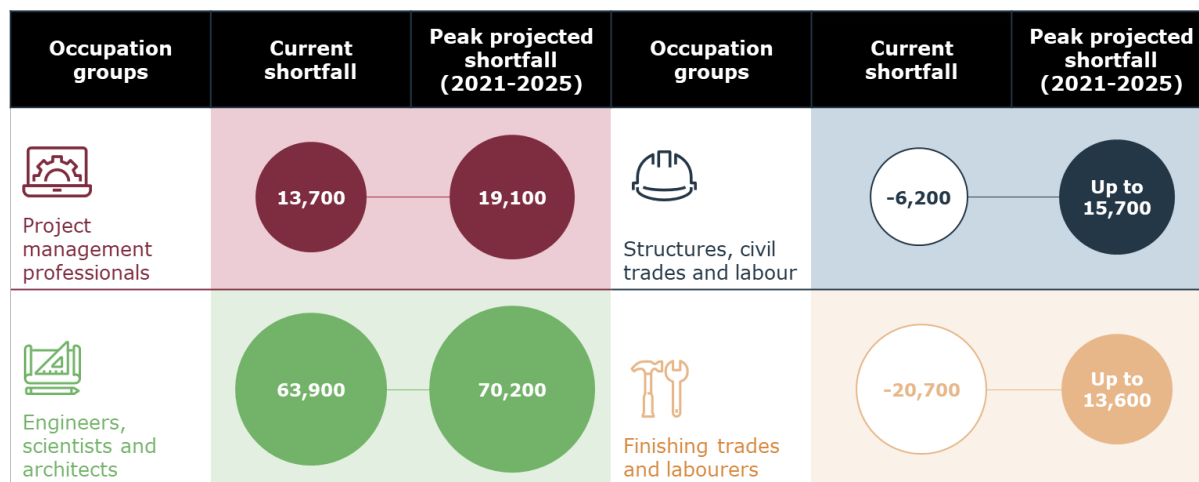 Occupation
groups
Current
shortfall
Peak projected
shortfall
(2021-2025)
Occupation
groups
Current
shortfall
Peak projected
shortfall
(2021-2025)
Project
management
professionals
13,700
19,100
Structures, civil
trades and labour
-6,200
Up to
15,700
Engineers,
scientists and
architects
63,900
70,200
Finishing trades
and labourers
-20,700
Up to
13,600